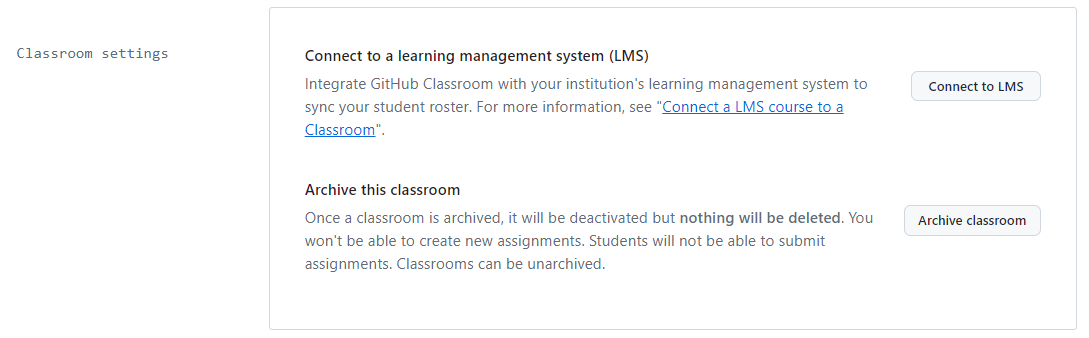 Classroom settings
Connect to a learning management system (LMS)
Integrate GitHub Classroom with your institution's learning management system to
sync your student roster. For more information, see "Connect a LMS course to a
Classroom".
Connect to LMS
Archive this classroom
Once a classroom is archived, it will be deactivated but nothing will be deleted. You
won't be able to create new assignments. Students will not be able to submit
assignments. Classrooms can be unarchived.
Archive classroom